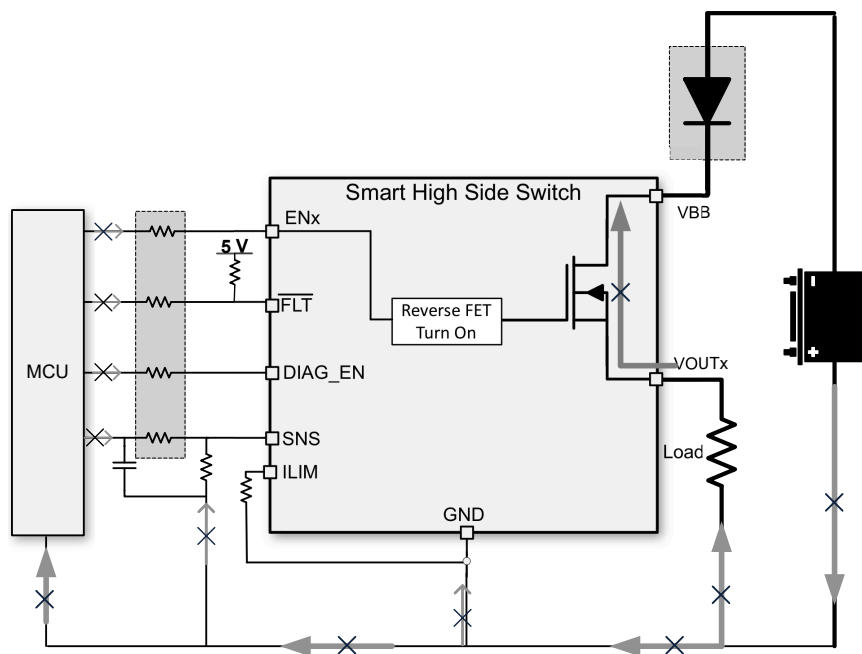 Smart High Side Switch
VBB
ENx
5 V
FLT
Reverse FET
Turn On
-
+
MCU
DIAG_EN
VOUTx
SNS
Load
ILIM
GND